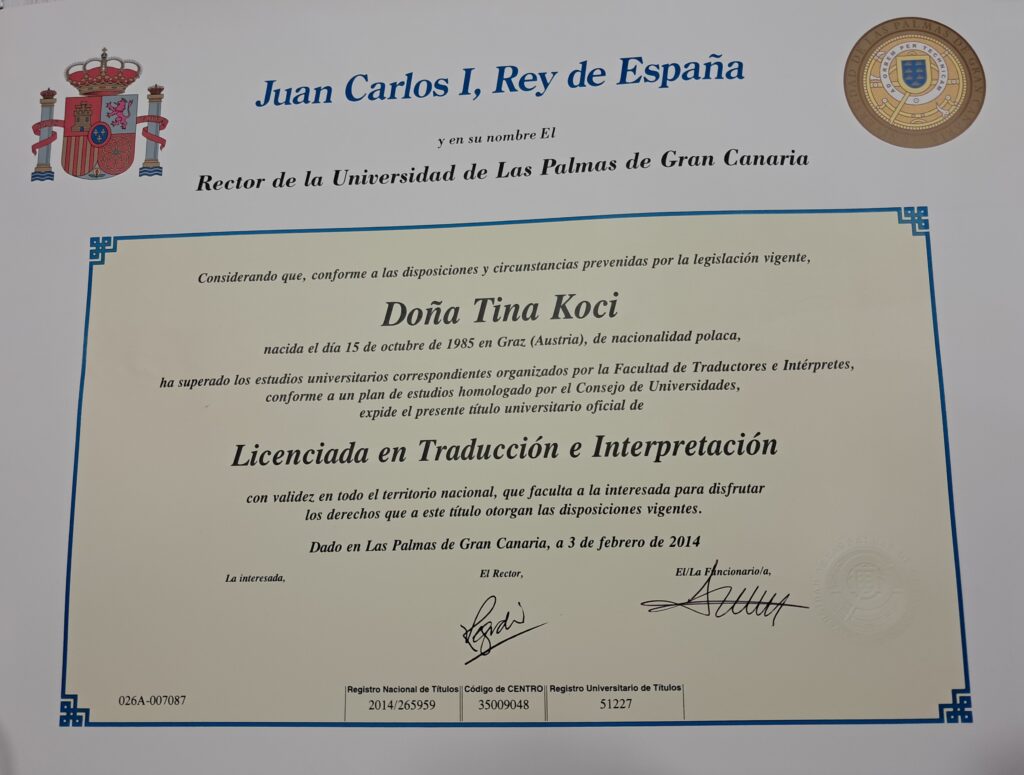 Juan Carlos I, Rey de España
y en su nombre El
Rector de la Universidad de Las Palmas de Gran Canaria
Considerando que, conforme a las disposiciones y circunstancias prevenidas por la legislación vigente,
Doña Tina Koci
nacida el día 15 de octubre de 1985 en Graz (Austria), de nacionalidad polaca,
ha superado los estudios universitarios correspondientes organizados por la Facultad de Traductores e Intérpretes,
conforme a un plan de estudios homologado por el Consejo de Universidades,
expide el presente título universitario oficial de
Licenciada en Traducción e Interpretación
con validez en todo el territorio nacional, que faculta a la interesada para disfrutar
los derechos que a este título otorgan las disposiciones vigentes.
Dado en Las Palmas de Gran Canaria, a 3 de febrero de 2014
La interesada, El Rector, El/La Funcionario/a,
Registro Nacional de Títulos Código de CENTRO Registro Universitario de Títulos
026A-007087 2014/265959 35009048 51227